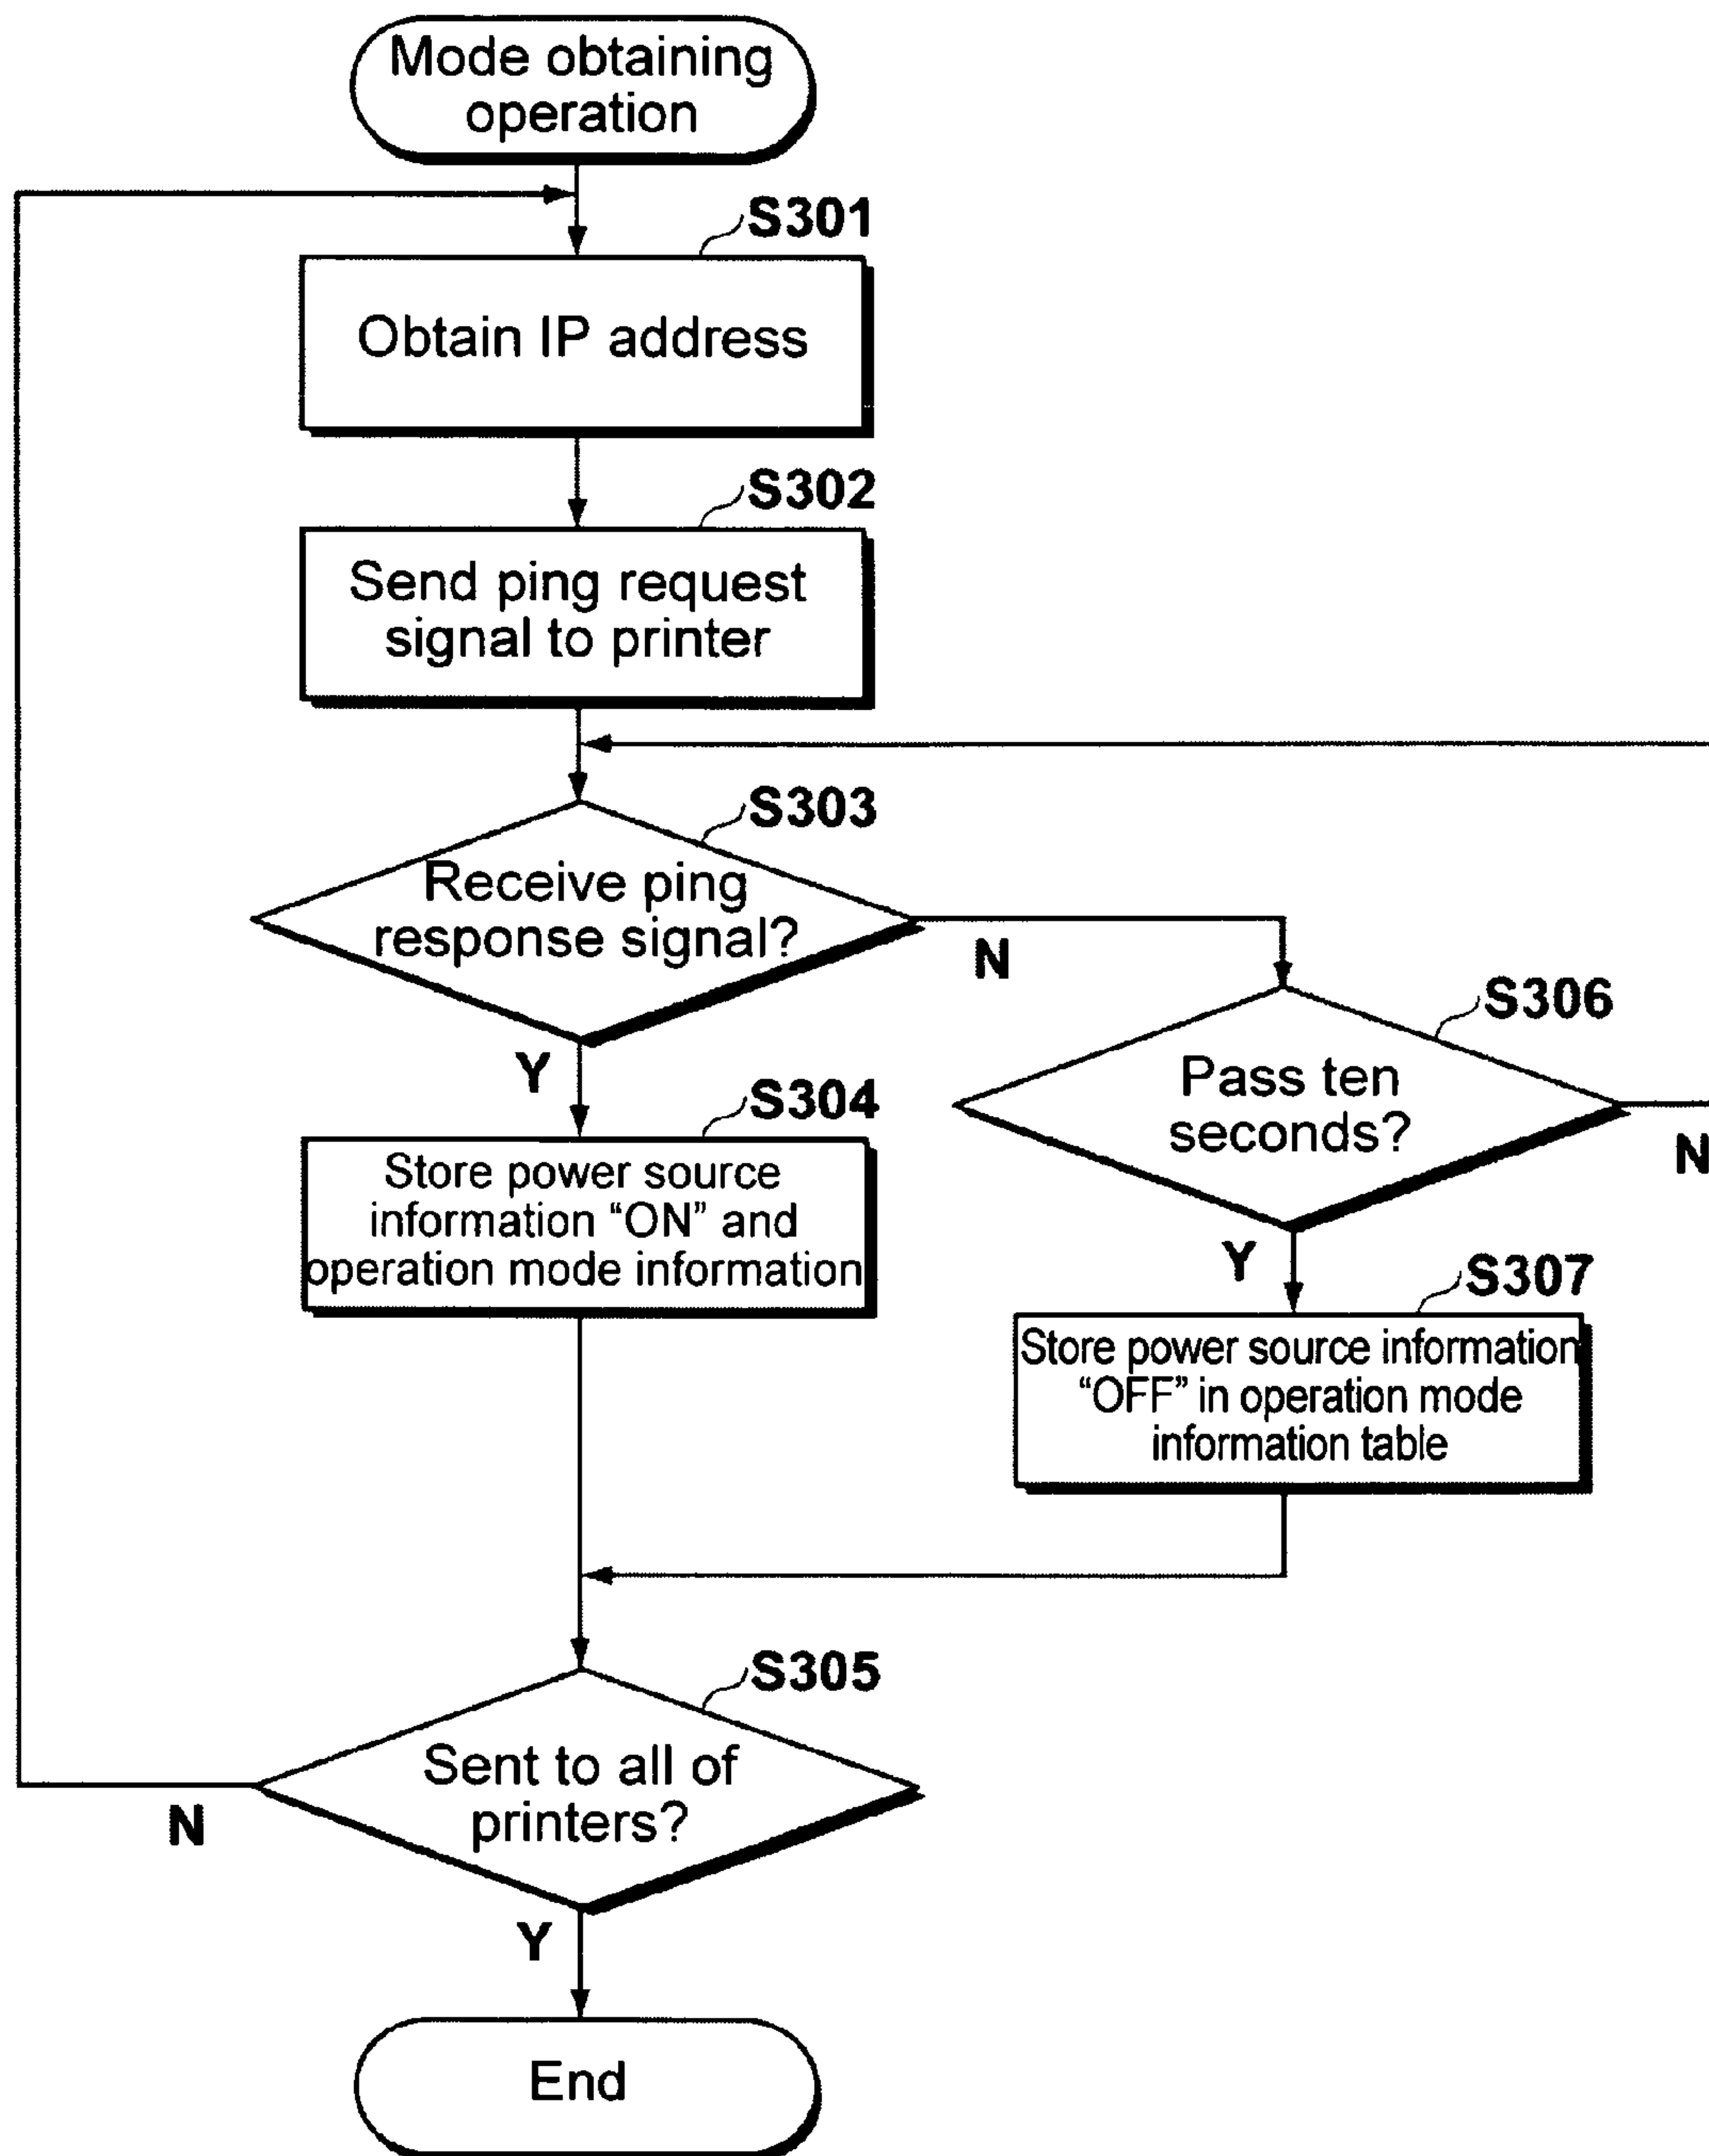 Mode obtaining
operation
S301
Obtain IP address
S302
Send ping request
signal to printer
S303
Receive ping
response signal?
N
Y
S306
Pass ten
seconds?
N
Y
S304
Store power source
information “ON” and
operation mode information
S307
Store power source information
“OFF” in operation mode
information table
S305
Sent to all of
printers?
N
Y
End